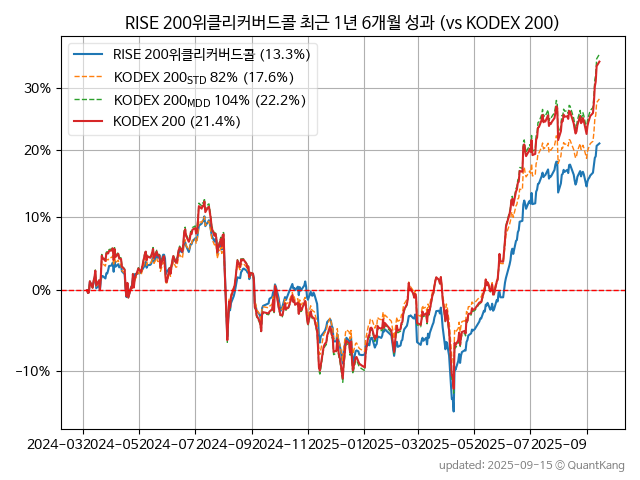 RISE 200위클리커버드콜 최근 1년 6개월 성과 (vs KODEX 200)
RISE 200위클리커버드콜 (13.3%)
KODEX 200STD 82% (17.6%)
KODEX 200MDD 104% (22.2%)
KODEX 200 (21.4%)
30%
20%
10%
0%
−10%
2024-03 2024-05 2024-07 2024-09 2024-11 2025-01 2025-03 2025-05 2025-07 2025-09
updated: 2025-09-15 © QuantKang